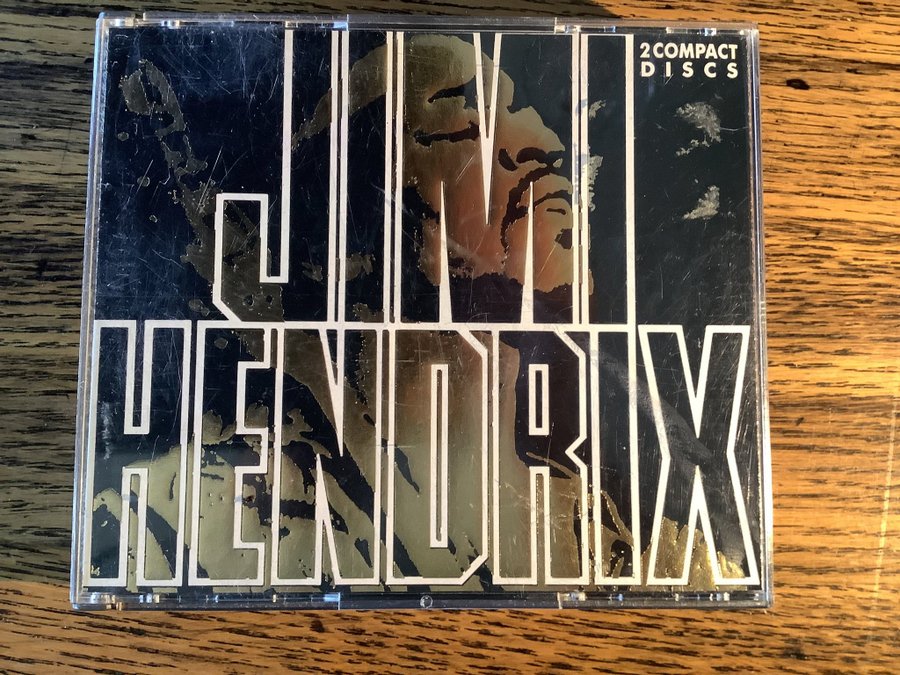 2 COMPACT
DISCS
JIMI
HENDRIX